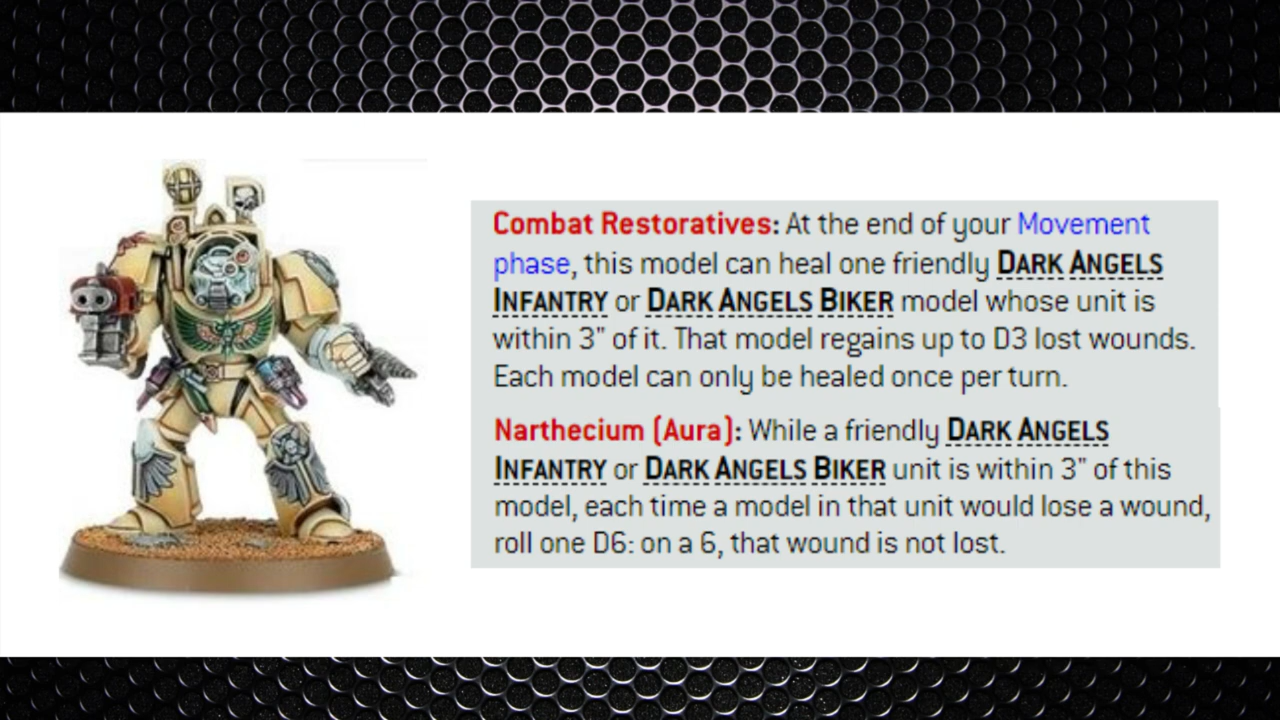 Combat Restoratives: At the end of your Movement
phase, this model can heal one friendly DARK ANGELS
INFANTRY or DARK ANGELS BIKER model whose unit is
within 3" of it. That model regains up to D3 lost wounds.
Each model can only be healed once per turn.
Narthecium (Aura): While a friendly DARK ANGELS
INFANTRY or DARK ANGELS BIKER unit is within 3" of this
model, each time a model in that unit would lose a wound,
roll one D6: on a 6, that wound is not lost.